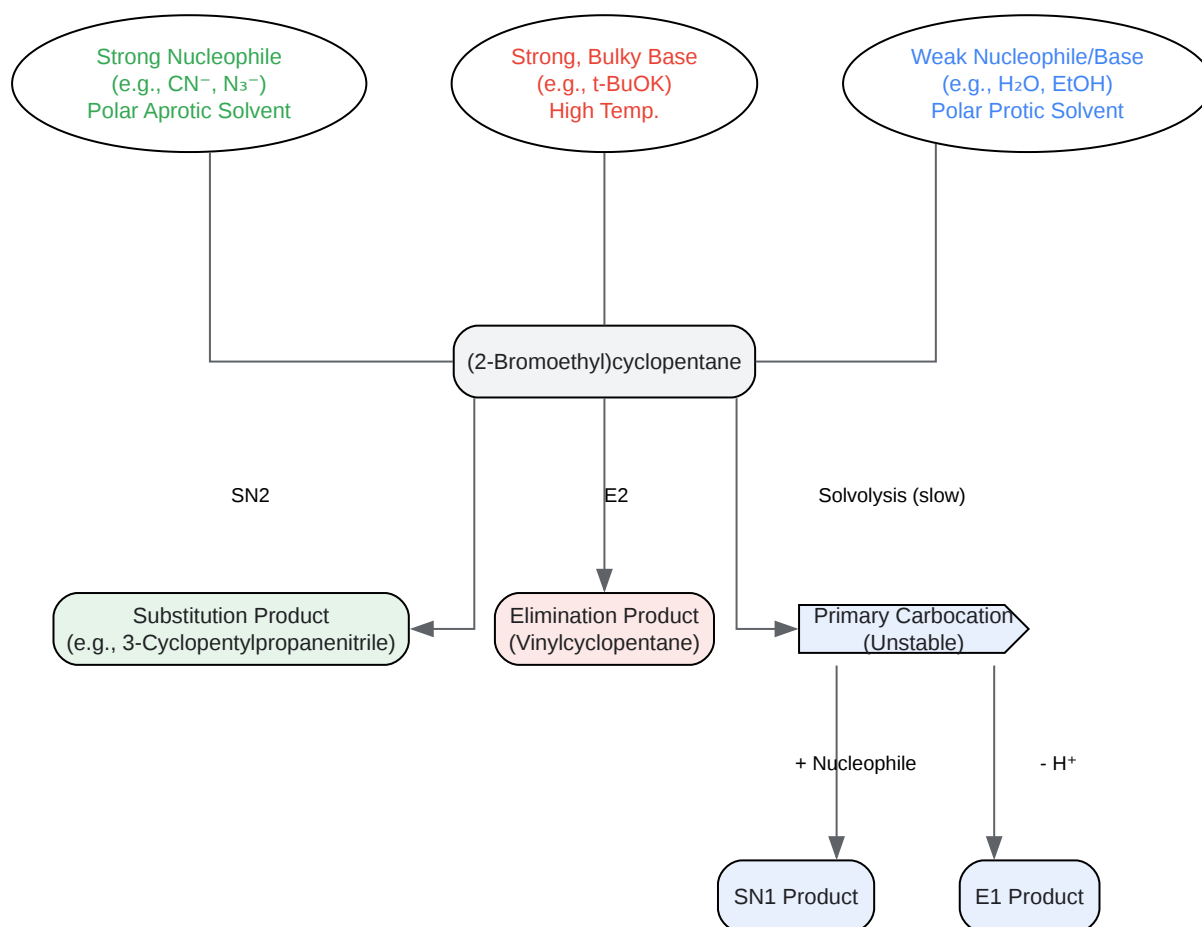 Strong Nucleophile
(e.g., CN⁻, N₃⁻)
Polar Aprotic Solvent
Strong, Bulky Base
(e.g., t-BuOK)
High Temp.
Weak Nucleophile/Base
(e.g., H₂O, EtOH)
Polar Protic Solvent
(2-Bromoethyl)cyclopentane
SN2
E2
Solvolysis (slow)
Substitution Product
(e.g., 3-Cyclopentylpropanenitrile)
Elimination Product
(Vinylcyclopentane)
Primary Carbocation
(Unstable)
+ Nucleophile
- H⁺
SN1 Product
E1 Product